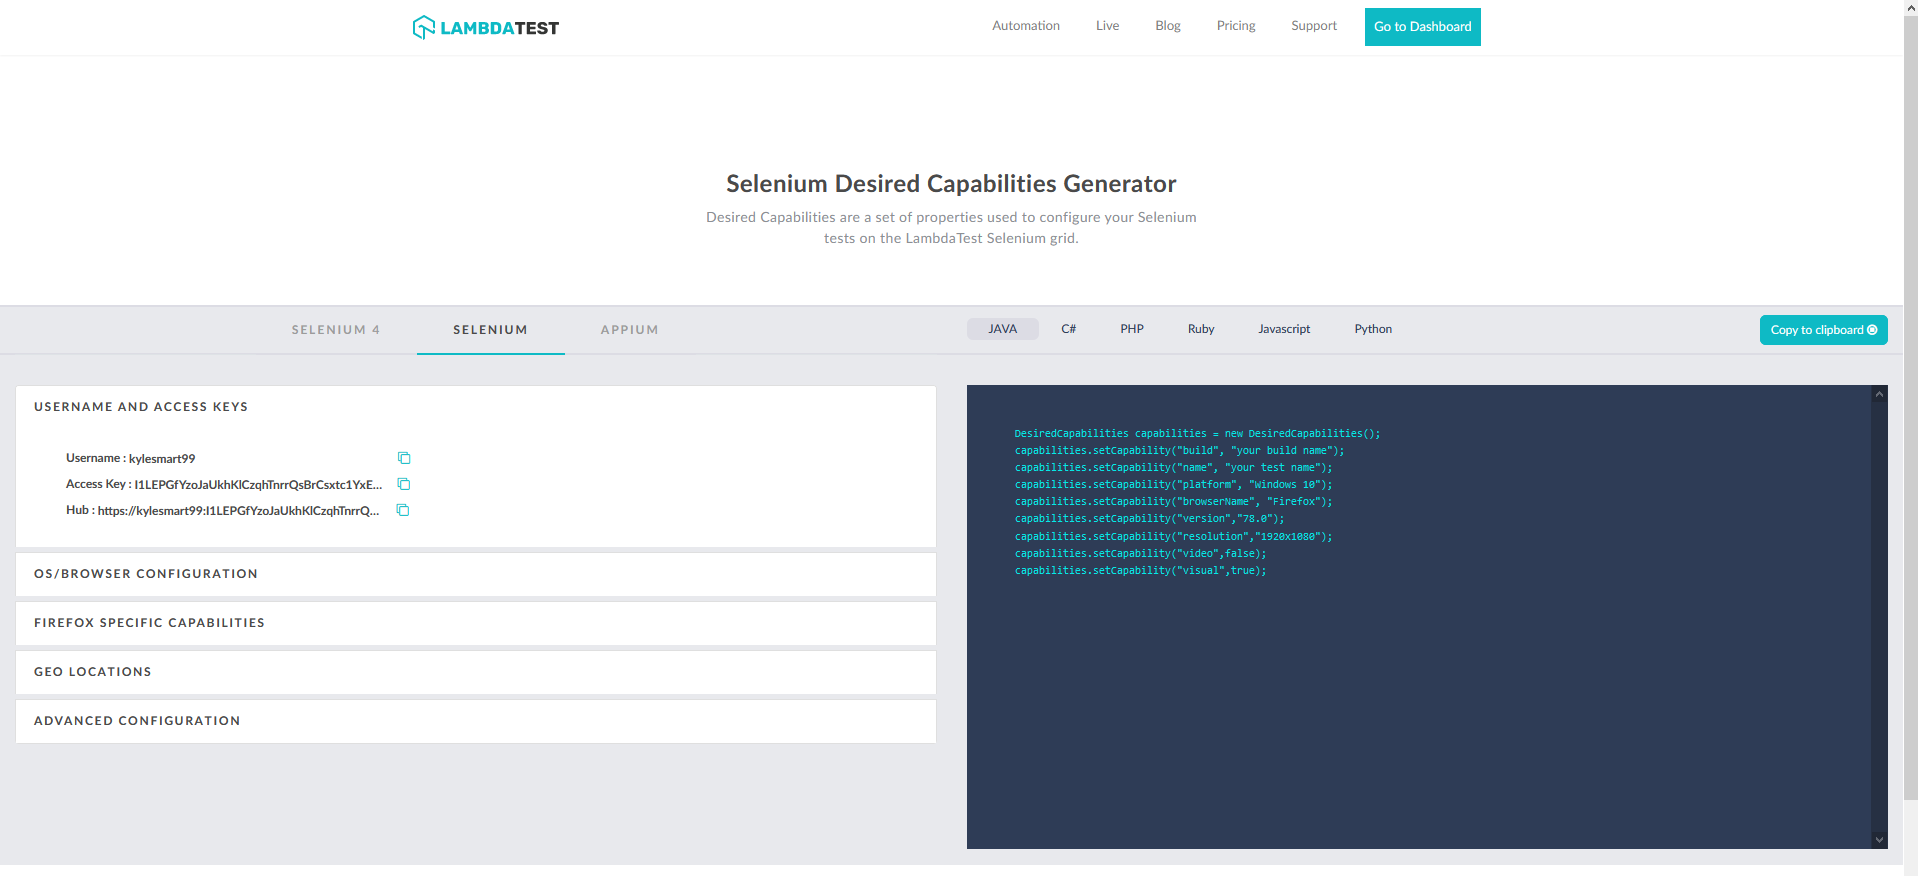 LAMBDATEST
Automation Live Blog Pricing Support Go to Dashboard
Selenium Desired Capabilities Generator
Desired Capabilities are a set of properties used to configure your Selenium
tests on the LambdaTest Selenium grid.
SELENIUM 4 SELENIUM APPIUM
JAVA C# PHP Ruby Javascript Python Copy to clipboard
USERNAME AND ACCESS KEYS
Username : kylesmart99
Access Key : I1LEPGfYzoJaUkhKlCzqhTnrrQsBrCsxtc1YxE...
Hub : https://kylesmart99:I1LEPGfYzoJaUkhKlCzqhTnrrQ...
OS/BROWSER CONFIGURATION
FIREFOX SPECIFIC CAPABILITIES
GEO LOCATIONS
ADVANCED CONFIGURATION
DesiredCapabilities capabilities = new DesiredCapabilities();
capabilities.setCapability("build", "your build name");
capabilities.setCapability("name", "your test name");
capabilities.setCapability("platform", "Windows 10");
capabilities.setCapability("browserName", "Firefox");
capabilities.setCapability("version","78.0");
capabilities.setCapability("resolution","1920x1080");
capabilities.setCapability("video",false);
capabilities.setCapability("visual",true);